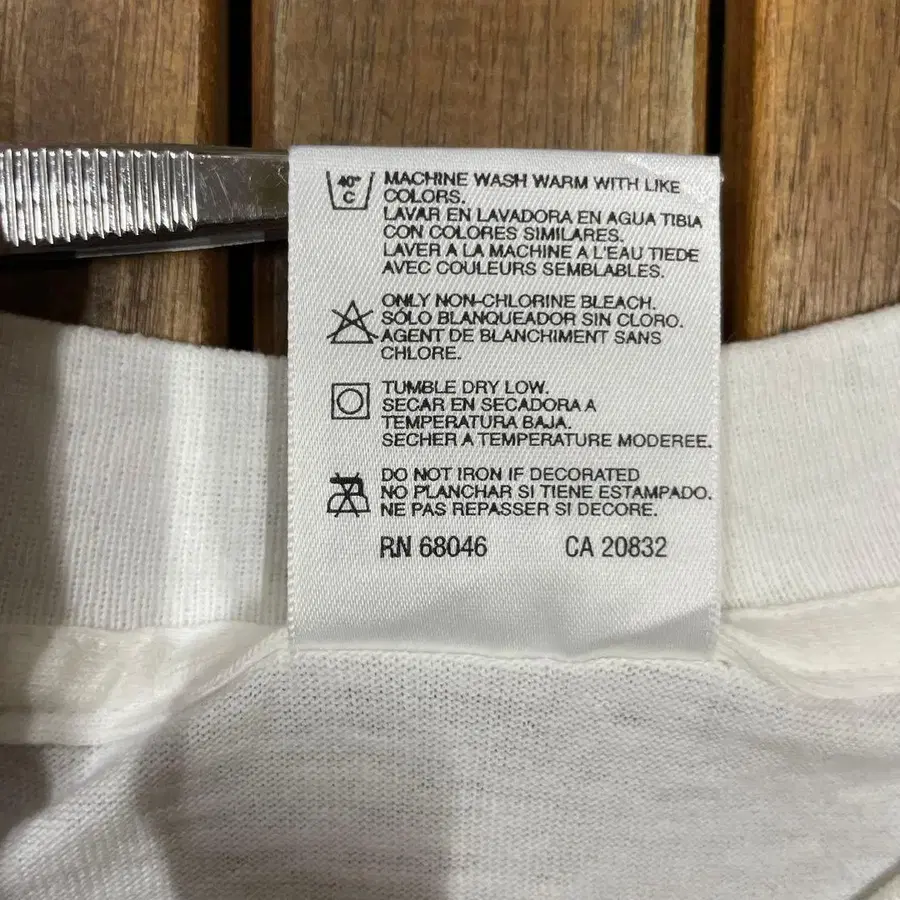 40°
C
MACHINE WASH WARM WITH LIKE
COLORS.
LAVAR EN LAVADORA EN AGUA TIBIA
CON COLORES SIMILARES.
LAVER A LA MACHINE A L'EAU TIEDE
AVEC COULEURS SEMBLABLES.
ONLY NON-CHLORINE BLEACH.
SÓLO BLANQUEADOR SIN CLORO.
AGENT DE BLANCHIMENT SANS
CHLORE.
TUMBLE DRY LOW.
SECAR EN SECADORA A
TEMPERATURA BAJA.
SECHER A TEMPERATURE MODEREE.
DO NOT IRON IF DECORATED
NO PLANCHAR SI TIENE ESTAMPADO.
NE PAS REPASSER SI DECORE.
RN 68046 CA 20832